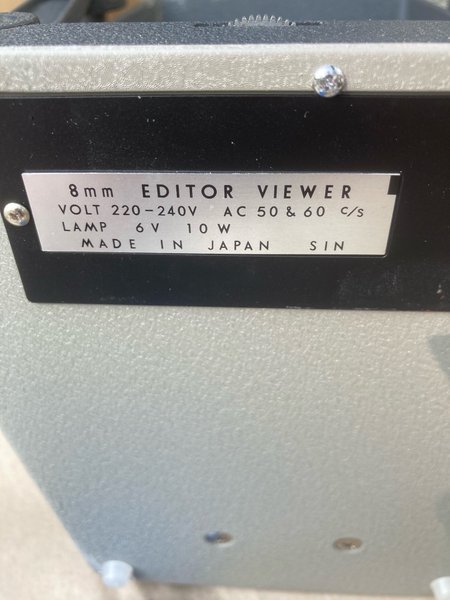 8mm EDITOR VIEWER
VOLT 220-240V AC 50 & 60 c/s
LAMP 6V 10W
MADE IN JAPAN SIN